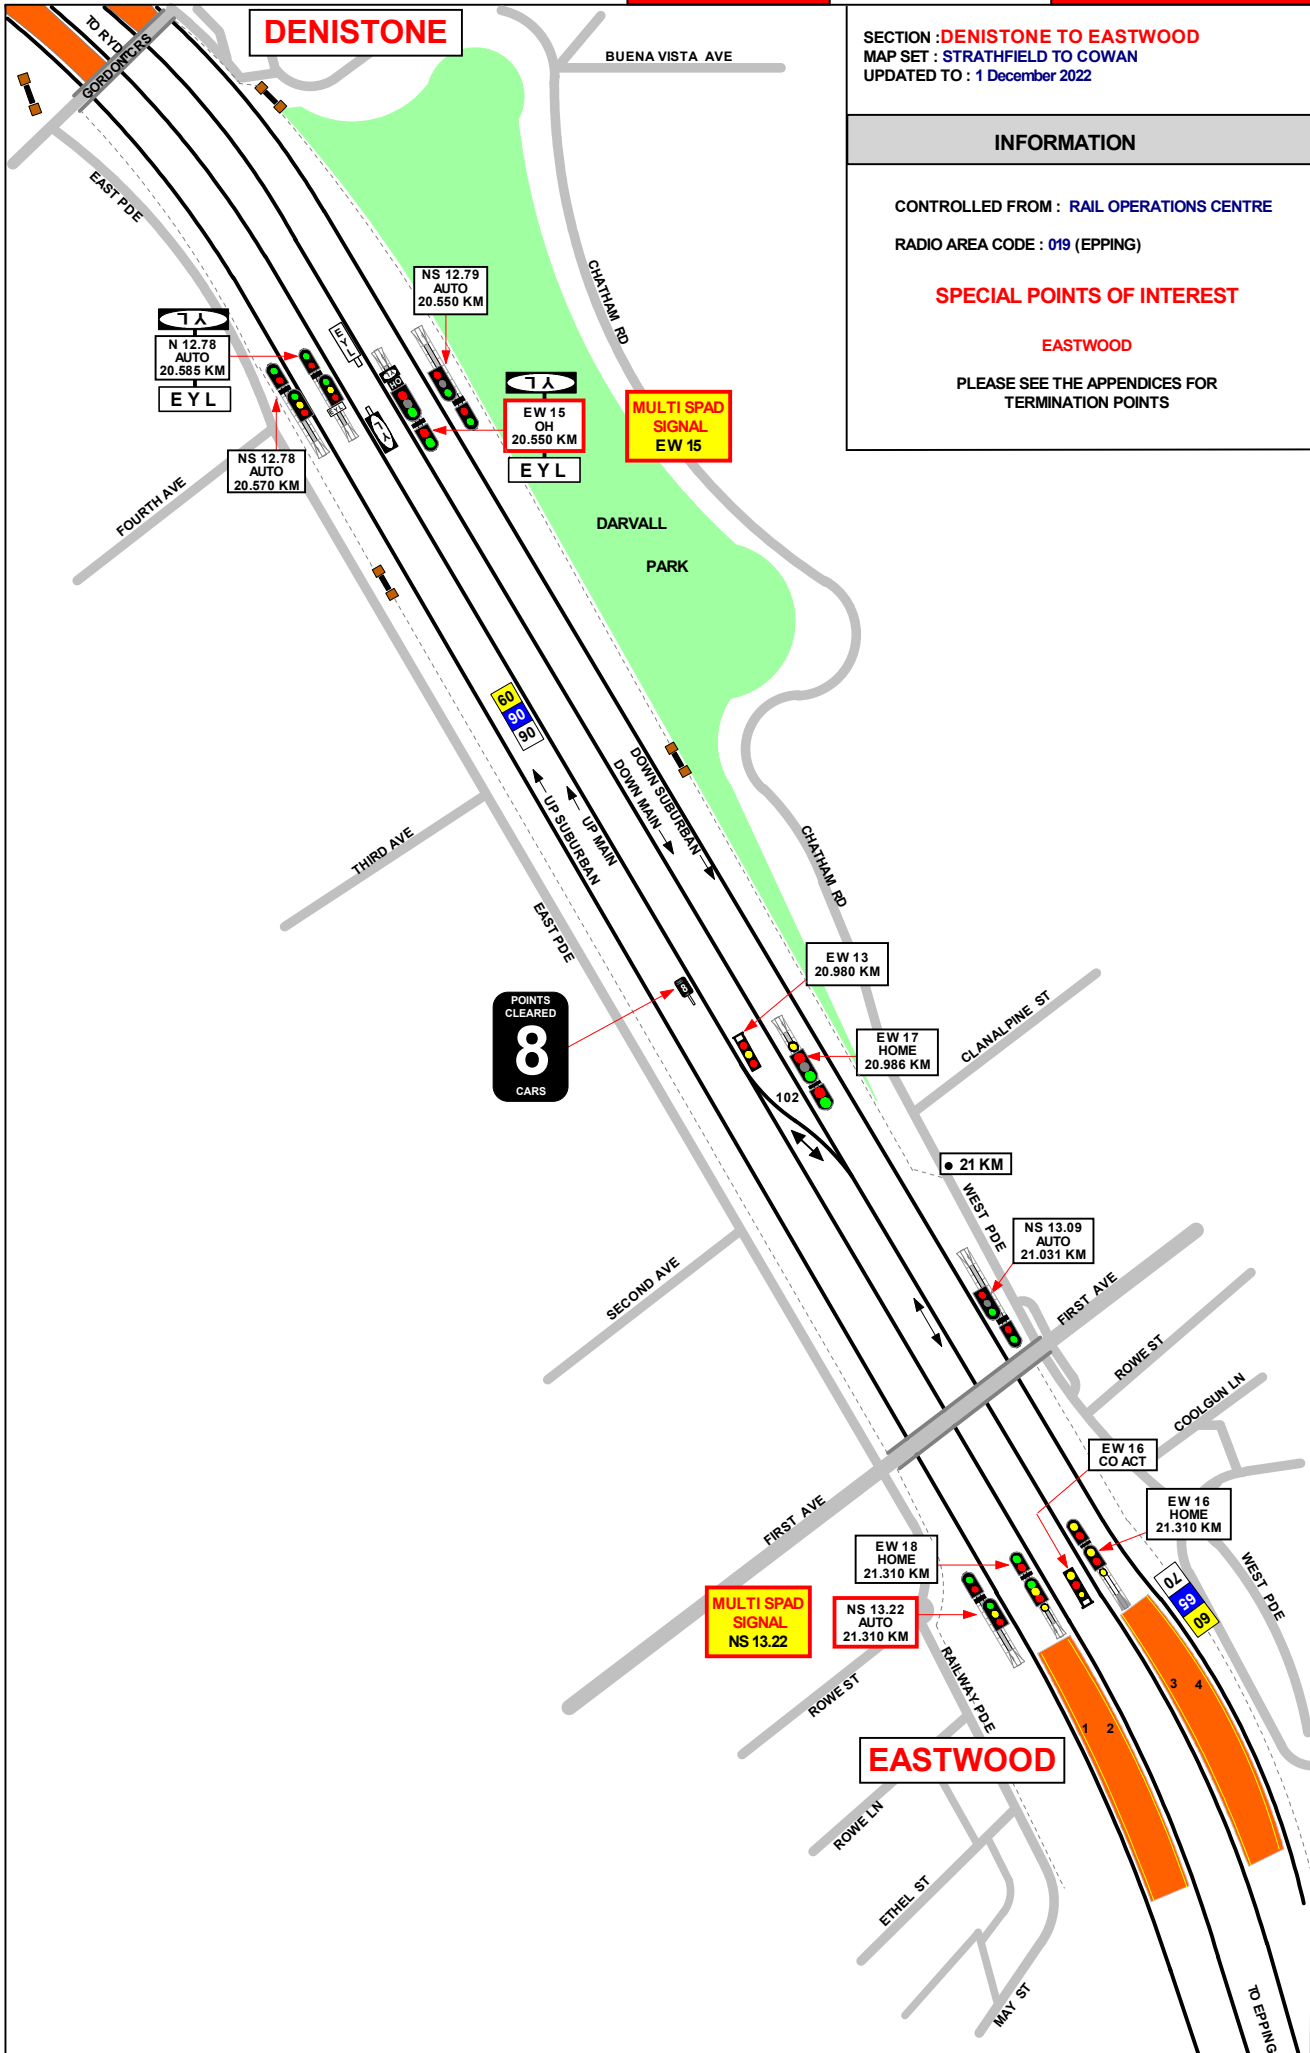 DENISTONE
SECTION : DENISTONE TO EASTWOOD
MAP SET : STRATHFIELD TO COWAN
UPDATED TO : 1 December 2022
INFORMATION
CONTROLLED FROM : RAIL OPERATIONS CENTRE
RADIO AREA CODE : 019 (EPPING)
SPECIAL POINTS OF INTEREST
EASTWOOD
PLEASE SEE THE APPENDICES FOR
TERMINATION POINTS
GORDON CRS
BUENA VISTA AVE
EAST PDE
CHATHAM RD
NS 12.79
AUTO
20.550 KM
YL
N 12.78
AUTO
20.585 KM
EYL
EYL
YL
OH
EYL
YL
YL
EW 15
OH
20.550 KM
EYL
MULTI SPAD
SIGNAL
EW 15
NS 12.78
AUTO
20.570 KM
FOURTH AVE
DARVALL
PARK
60
90
90
UP SUBURBAN
UP MAIN
DOWN MAIN
DOWN SUBURBAN
THIRD AVE
EAST PDE
CHATHAM RD
EW 13
20.980 KM
POINTS
CLEARED
8
CARS
8
EW 17
HOME
20.986 KM
102
CLANALPINE ST
21 KM
WEST PDE
NS 13.09
AUTO
21.031 KM
SECOND AVE
FIRST AVE
ROWE ST
COOLGUN LN
EW 16
CO ACT
EW 16
HOME
21.310 KM
FIRST AVE
EW 18
HOME
21.310 KM
70
65
60
WEST PDE
MULTI SPAD
SIGNAL
NS 13.22
NS 13.22
AUTO
21.310 KM
ROWE ST
RAILWAY PDE
1 2
3 4
EASTWOOD
ROWE LN
ETHEL ST
MAY ST
TO EPPING